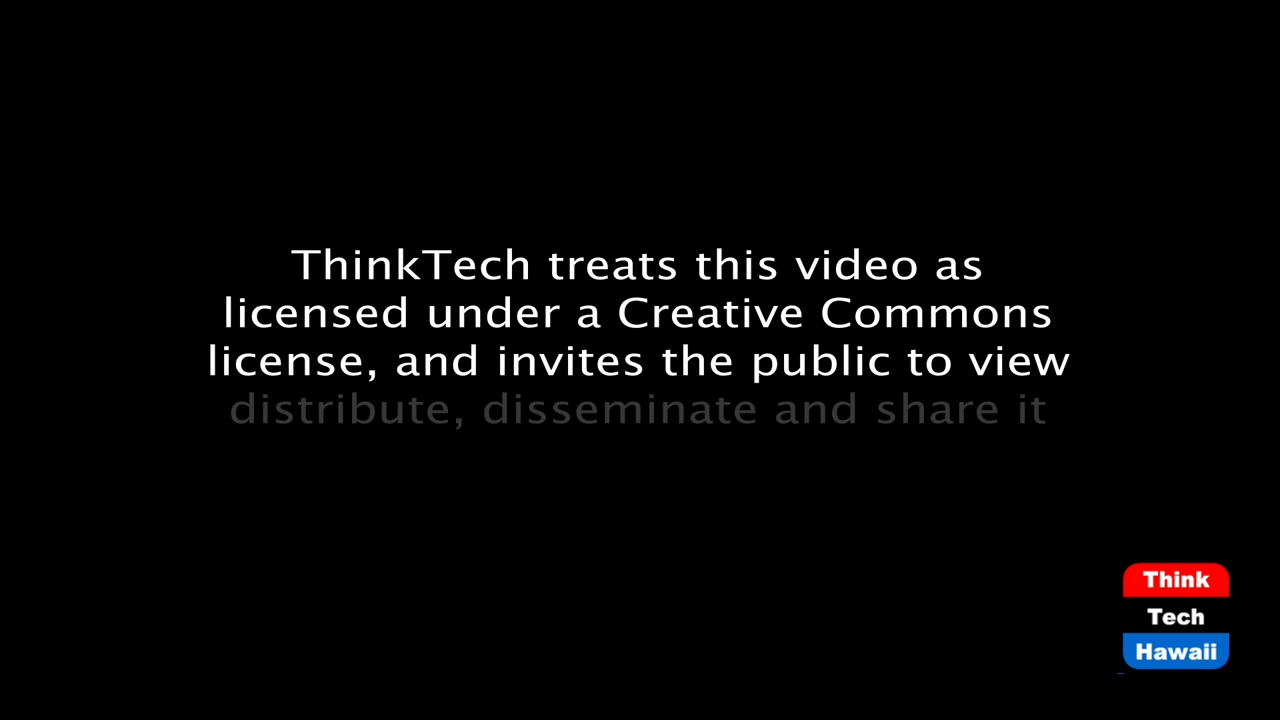 ThinkTech treats this video as
licensed under a Creative Commons
license, and invites the public to view
distribute, disseminate and share it
Think
Tech
Hawaii